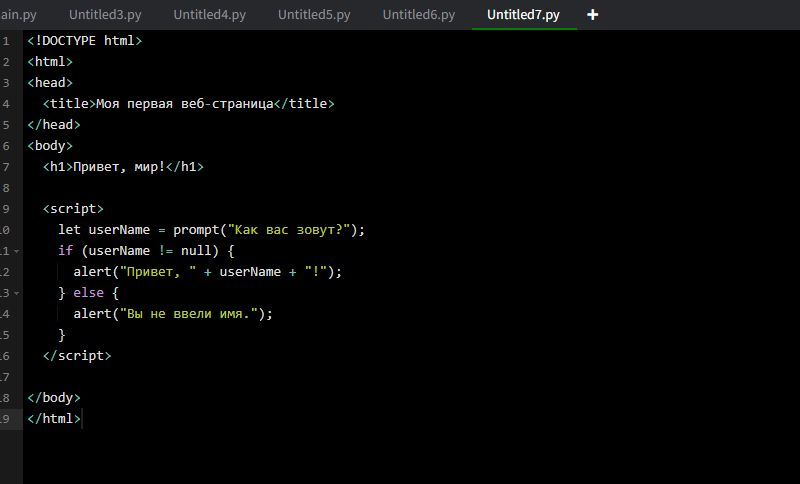 ain.py Untitled3.py Untitled4.py Untitled5.py Untitled6.py Untitled7.py +
1 <!DOCTYPE html>
2 <html>
3 <head>
4 <title>Моя первая веб-страница</title>
5 </head>
6 <body>
7 <h1>Привет, мир!</h1>
8
9 <script>
10 let userName = prompt("Как вас зовут?");
11 if (userName != null) {
12 alert("Привет, " + userName + "!");
13 } else {
14 alert("Вы не ввели имя.");
15 }
16 </script>
17
18 </body>
19 </html>